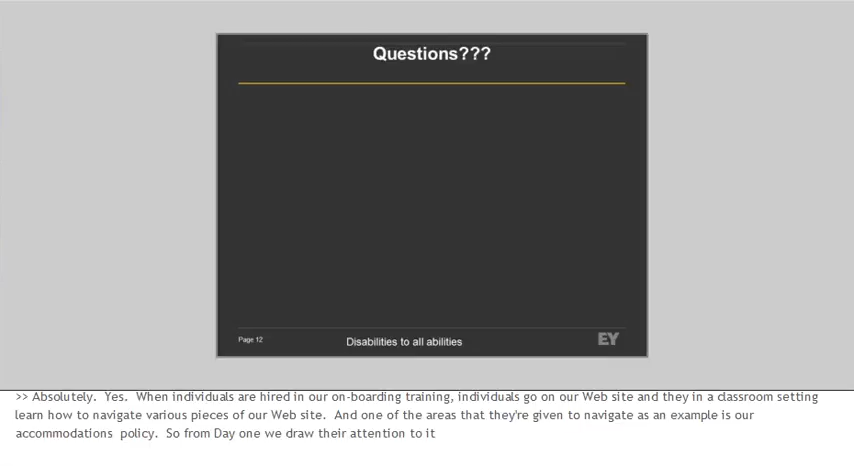 Questions???
Page 12
Disabilities to all abilities
EY
>> Absolutely.  Yes.  When individuals are hired in our on-boarding training, individuals go on our Web site and they in a classroom setting
learn how to navigate various pieces of our Web site.  And one of the areas that they're given to navigate as an example is our
accommodations  policy.  So from Day one we draw their attention to it